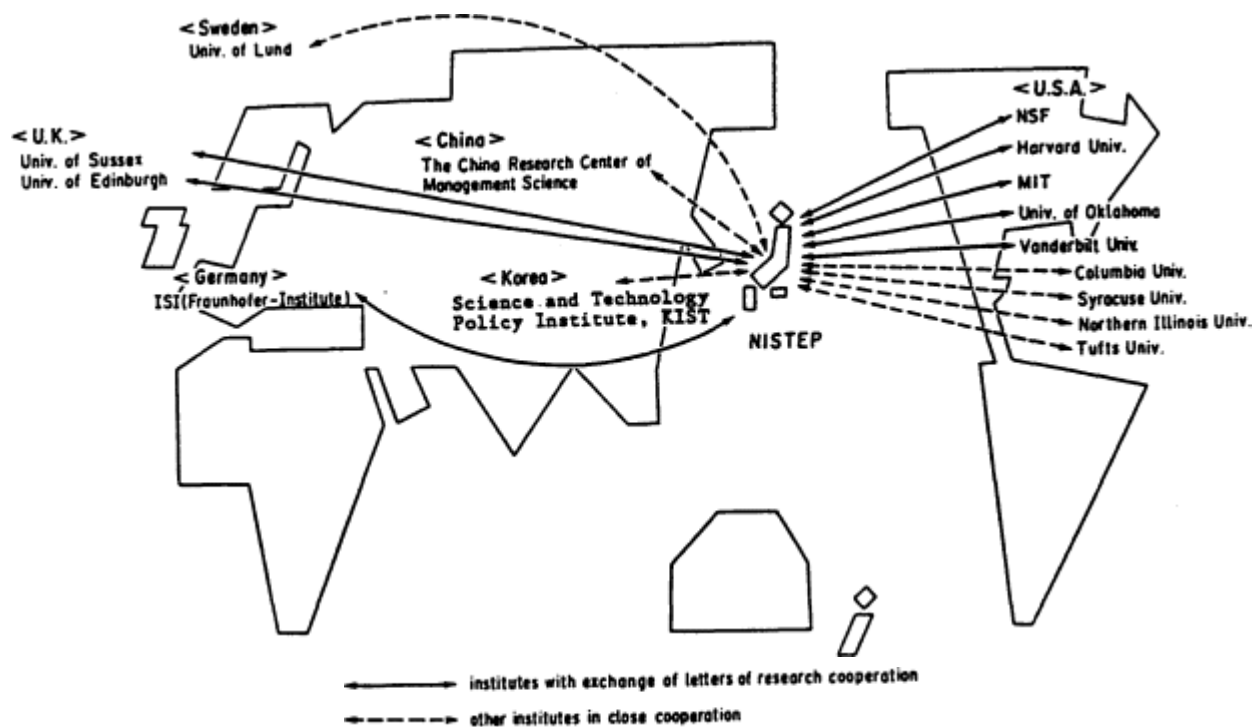 <Sweden>
Univ. of Lund
<U.K.>
Univ. of Sussex
Univ. of Edinburgh
<China>
The China Research Center of
Management Science
<U.S.A.>
NSF
Harvard Univ.
MIT
Univ. of Oklahoma
Vanderbilt Univ.
Columbia Univ.
Syracuse Univ.
Northern Illinois Univ.
Tufts Univ.
<Germany>
ISI(Fraunhofer-Institute)
<Korea>
Science and Technology
Policy Institute, KIST
NISTEP
institutes with exchange of letters of research cooperation
other institutes in close cooperation